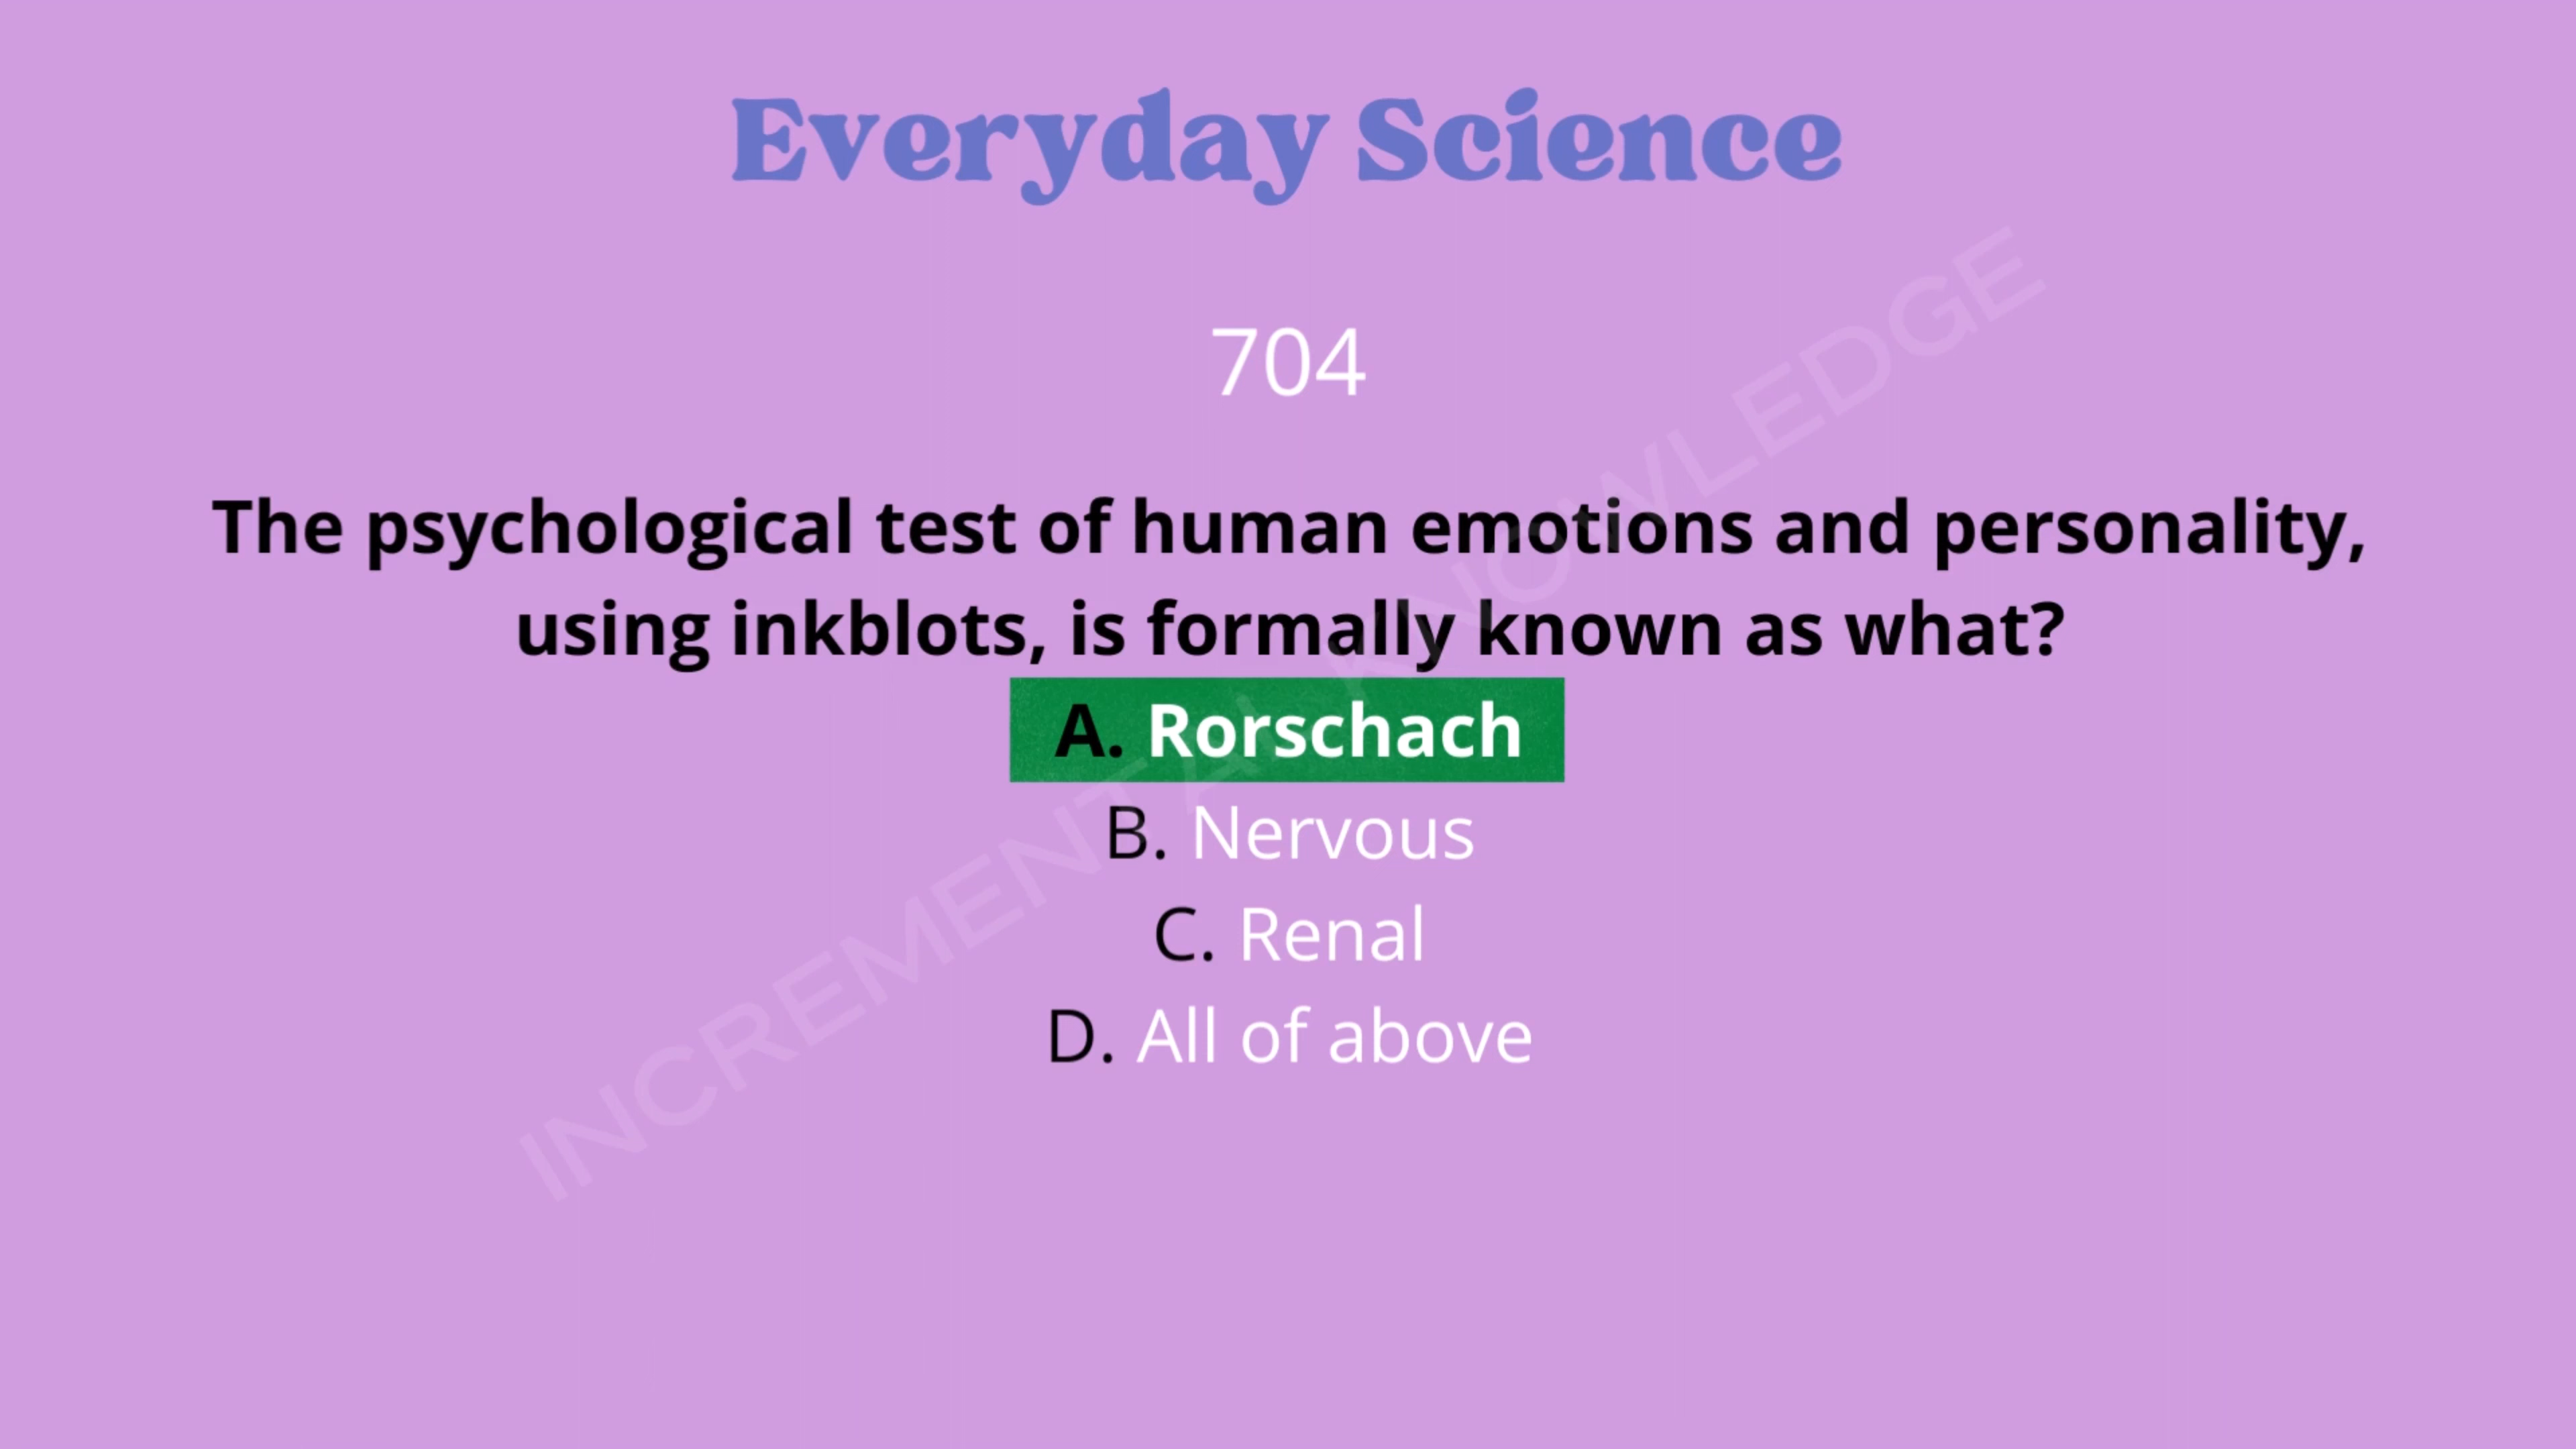 Everyday Science
704
The psychological test of human emotions and personality,
using inkblots, is formally known as what?
A. Rorschach
B. Nervous
C. Renal
D. All of above
INCREMENTAL KNOWLEDGE